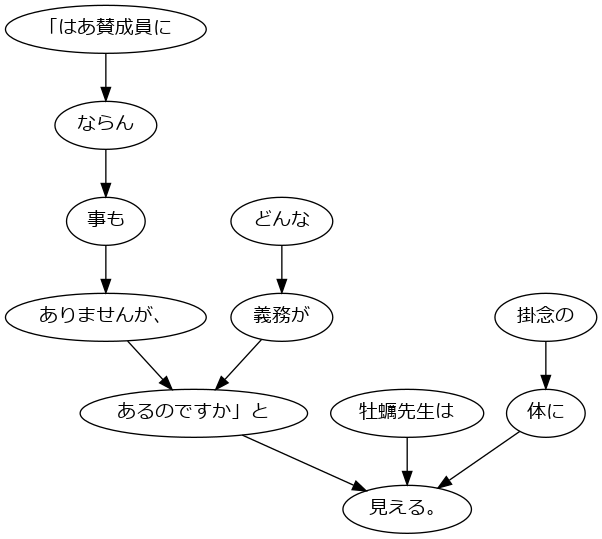 「はあ賛成員に
ならん
事も
どんな
ありませんが、
義務が
掛念の
あるのですか」と
牡蠣先生は
体に
見える。